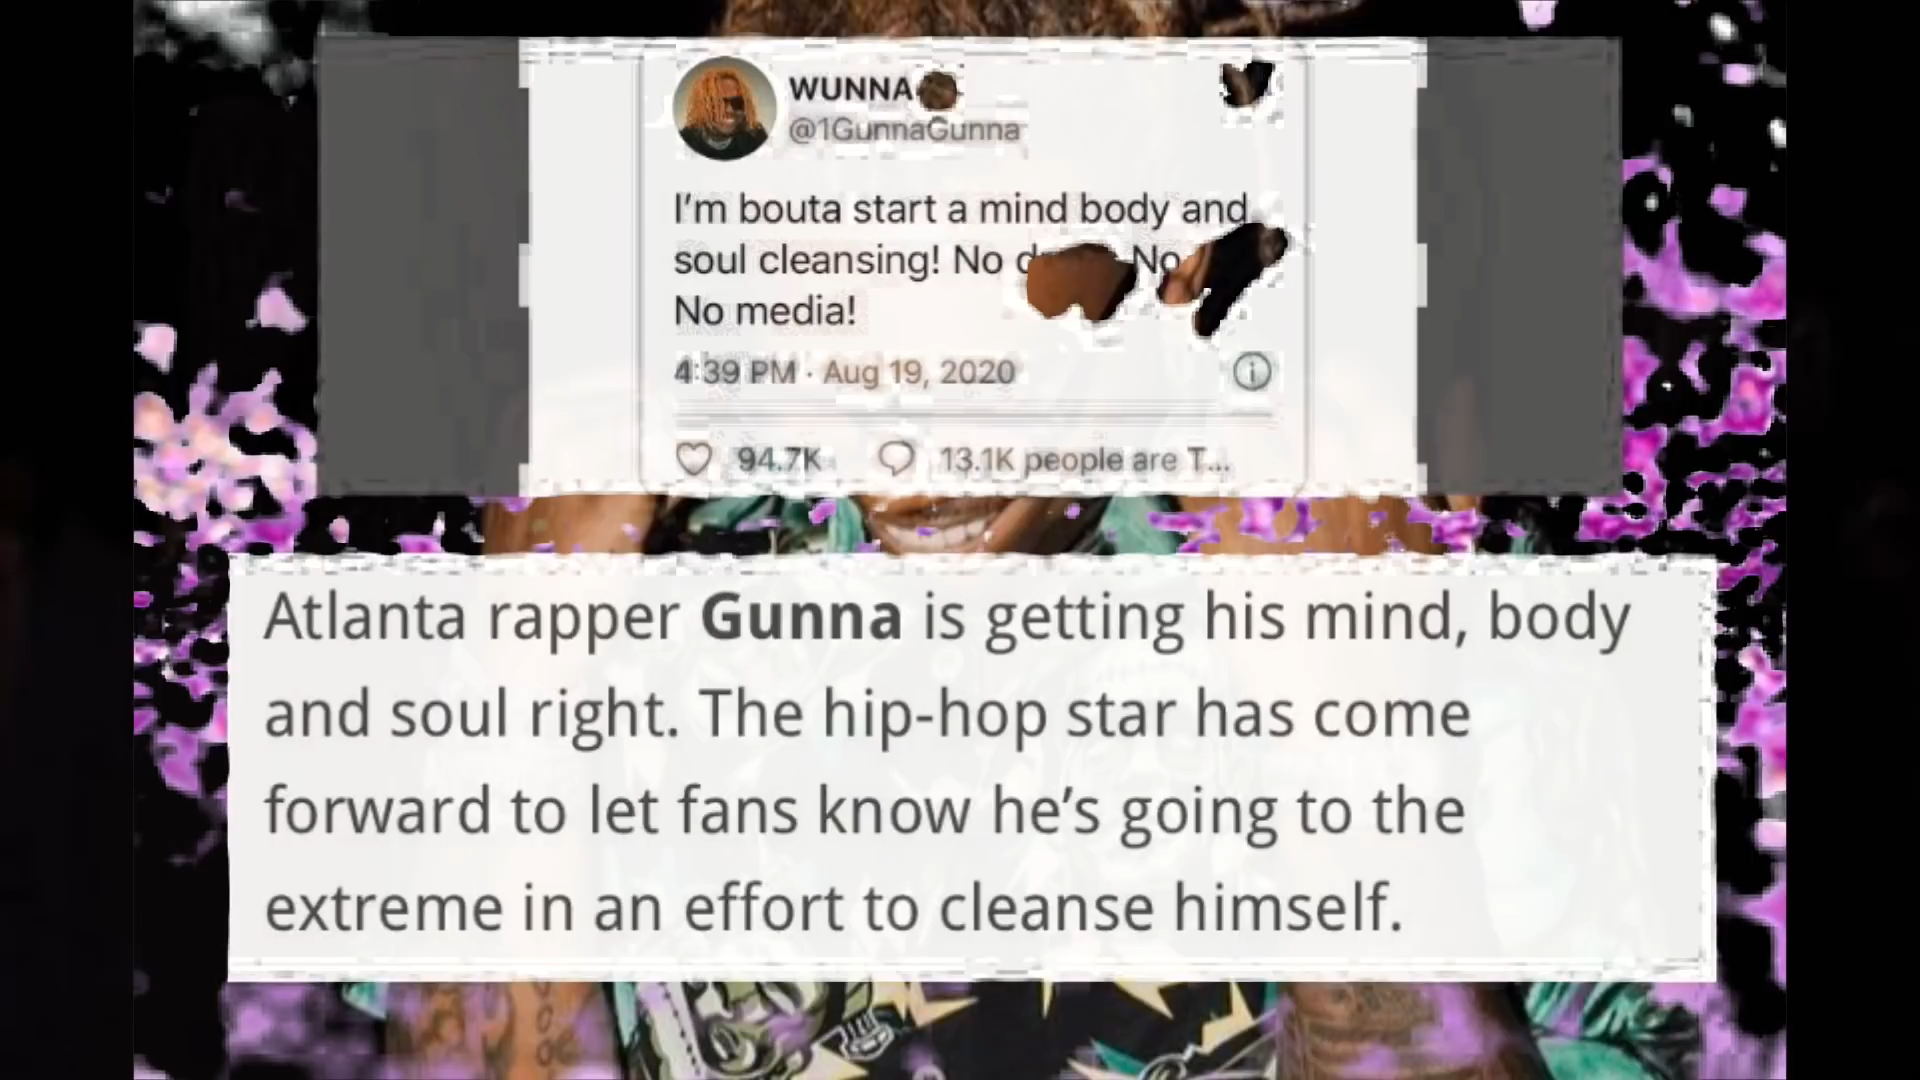 WUNNA
@1GunnaGunna
I'm bouta start a mind body and
soul cleansing! No No
No media!
4:39 PM · Aug 19, 2020
94.7K 13.1K people are T...
Atlanta rapper Gunna is getting his mind, body
and soul right. The hip-hop star has come
forward to let fans know he's going to the
extreme in an effort to cleanse himself.